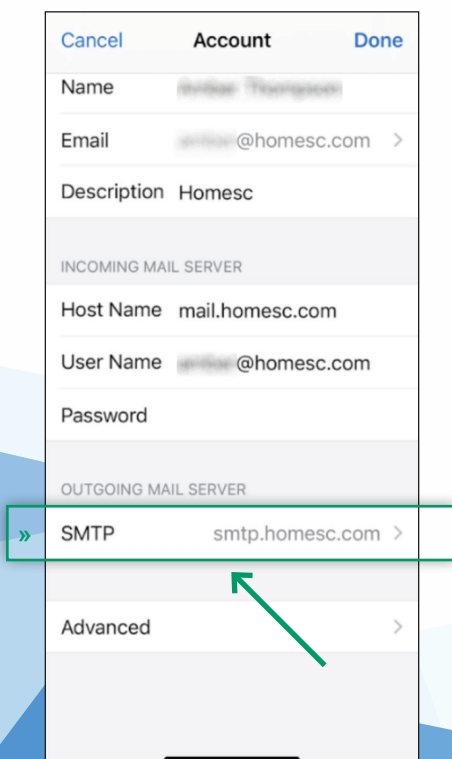 Cancel Account Done
Name
Email @homesc.com >
Description Homesc
INCOMING MAIL SERVER
Host Name mail.homesc.com
User Name @homesc.com
Password
OUTGOING MAIL SERVER
» SMTP smtp.homesc.com >
Advanced >